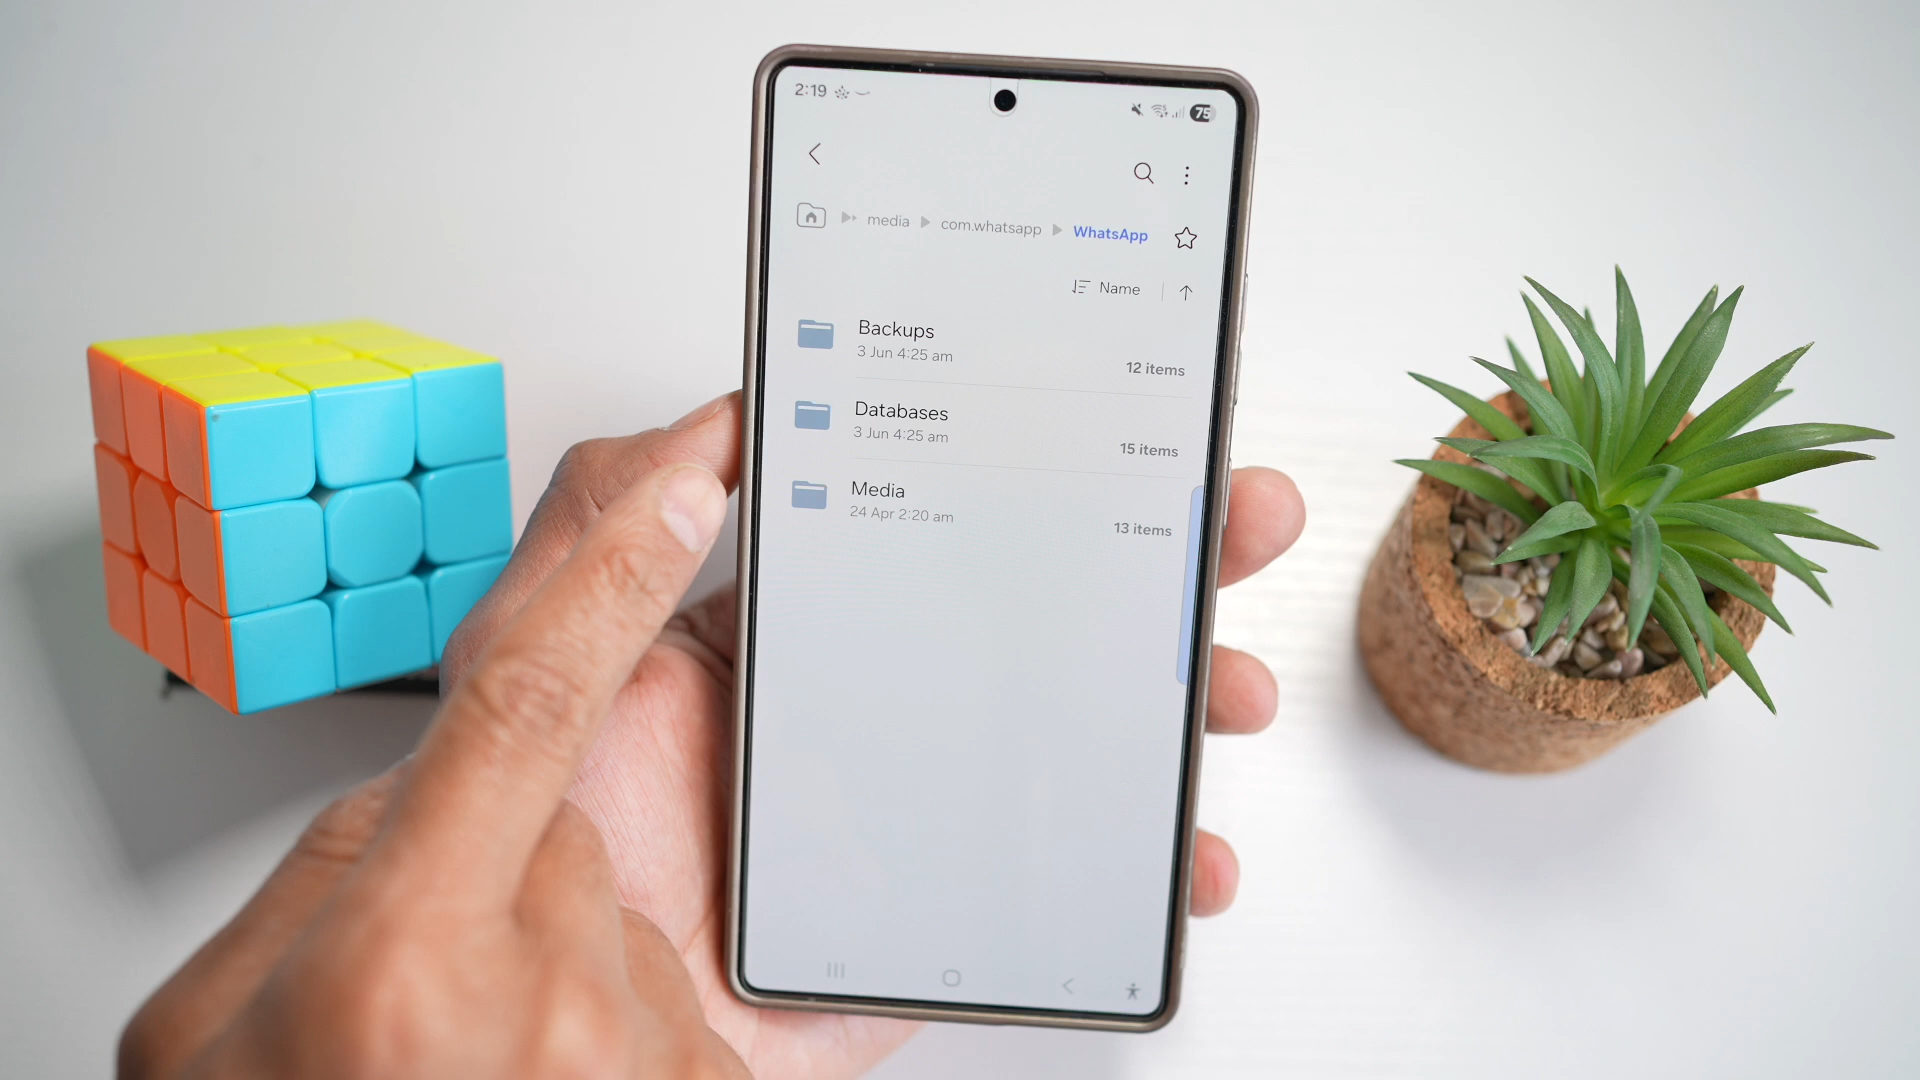 2:19
75
media com.whatsapp WhatsApp
Name
Backups
3 Jun 4:25 am
12 items
Databases
3 Jun 4:25 am
15 items
Media
24 Apr 2:20 am
13 items